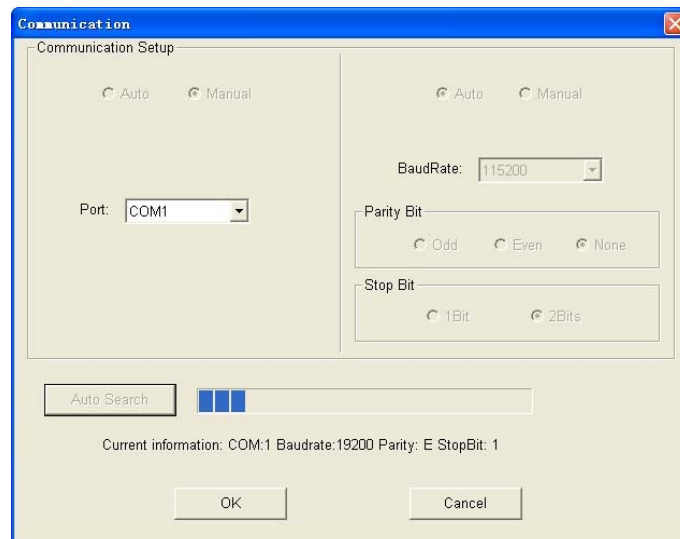 Communication
Communication Setup
Auto Manual
Auto Manual
BaudRate: 115200
Port: COM1
Parity Bit
Odd Even None
Stop Bit
1Bit 2Bits
Auto Search
Current information: COM:1 Baudrate:19200 Parity: E StopBit: 1
OK Cancel